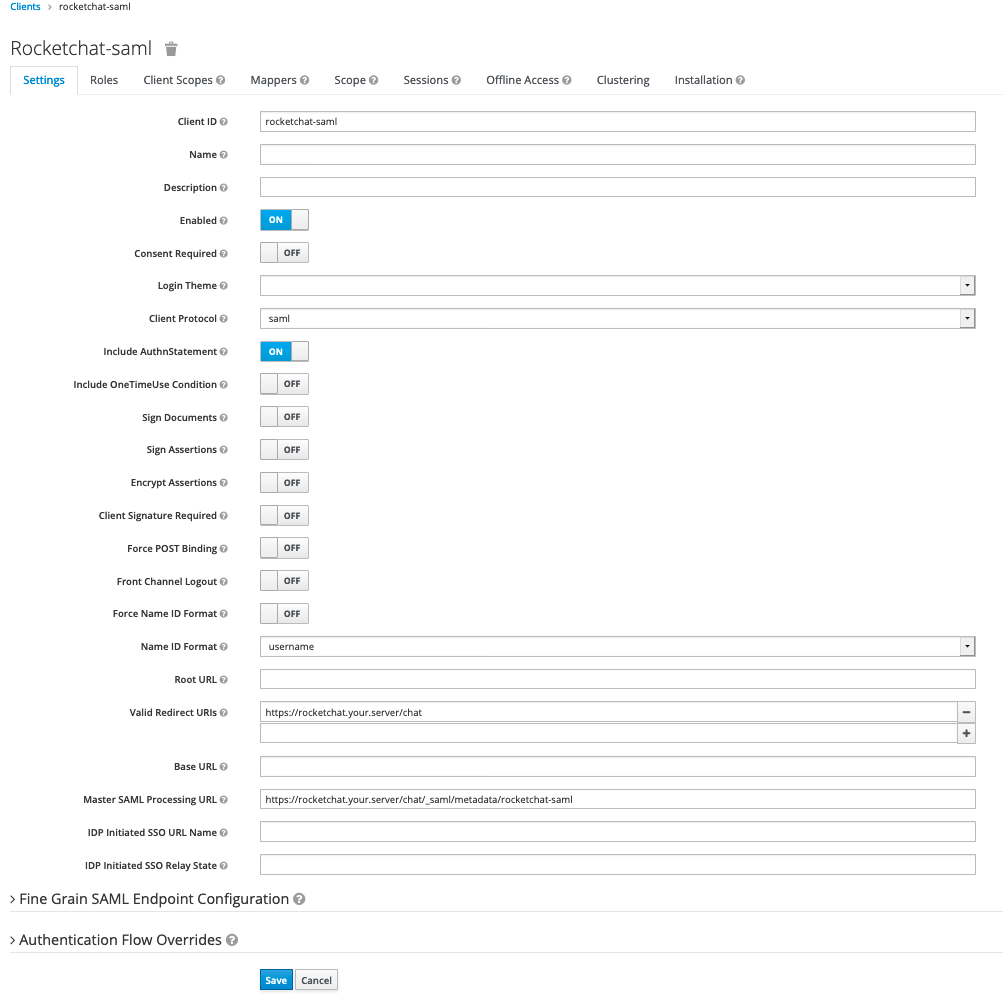 Clients > rocketchat-saml
Rocketchat-saml
Settings Roles Client Scopes Mappers Scope Sessions Offline Access Clustering Installation
Client ID rocketchat-saml
Name
Description
Enabled ON
Consent Required OFF
Login Theme
Client Protocol saml
Include AuthnStatement ON
Include OneTimeUse Condition OFF
Sign Documents OFF
Sign Assertions OFF
Encrypt Assertions OFF
Client Signature Required OFF
Force POST Binding OFF
Front Channel Logout OFF
Force Name ID Format OFF
Name ID Format username
Root URL
Valid Redirect URIs https://rocketchat.your.server/chat
Base URL
Master SAML Processing URL https://rocketchat.your.server/chat/_saml/metadata/rocketchat-saml
IDP Initiated SSO URL Name
IDP Initiated SSO Relay State
> Fine Grain SAML Endpoint Configuration
> Authentication Flow Overrides
Save Cancel